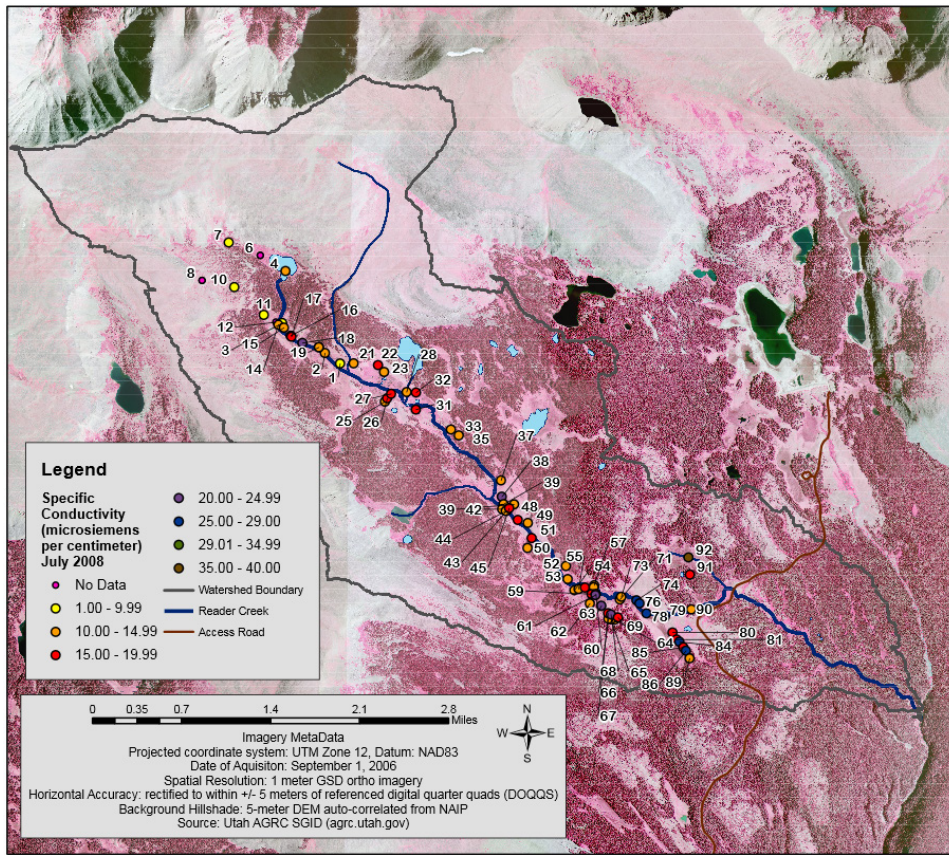 7
6
4
8
10
11
17
16
12
3
15
19
18
14
2
1
21
22
23
28
32
27
25
26
31
33
35
37
38
39
39
42
48
49
44
43
45
51
50
52
55
57
54
53
59
61
62
63
60
68
66
67
65
69
73
71
92
91
74
76
78
79
90
64
80
85
84
81
86
89
Legend
Specific
Conductivity
(microsiemens
per centimeter)
July 2008
No Data
1.00 - 9.99
10.00 - 14.99
15.00 - 19.99
20.00 - 24.99
25.00 - 29.00
29.01 - 34.99
35.00 - 40.00
Watershed Boundary
Reader Creek
Access Road
0 0.35 0.7 1.4 2.1 2.8
Miles
N
W E
S
Imagery MetaData
Projected coordinate system: UTM Zone 12, Datum: NAD83
Date of Aquisiton: September 1, 2006
Spatial Resolution: 1 meter GSD ortho imagery
Horizontal Accuracy: rectified to within +/- 5 meters of referenced digital quarter quads (DOQQS)
Background Hillshade: 5-meter DEM auto-correlated from NAIP
Source: Utah AGRC SGID (agrc.utah.gov)